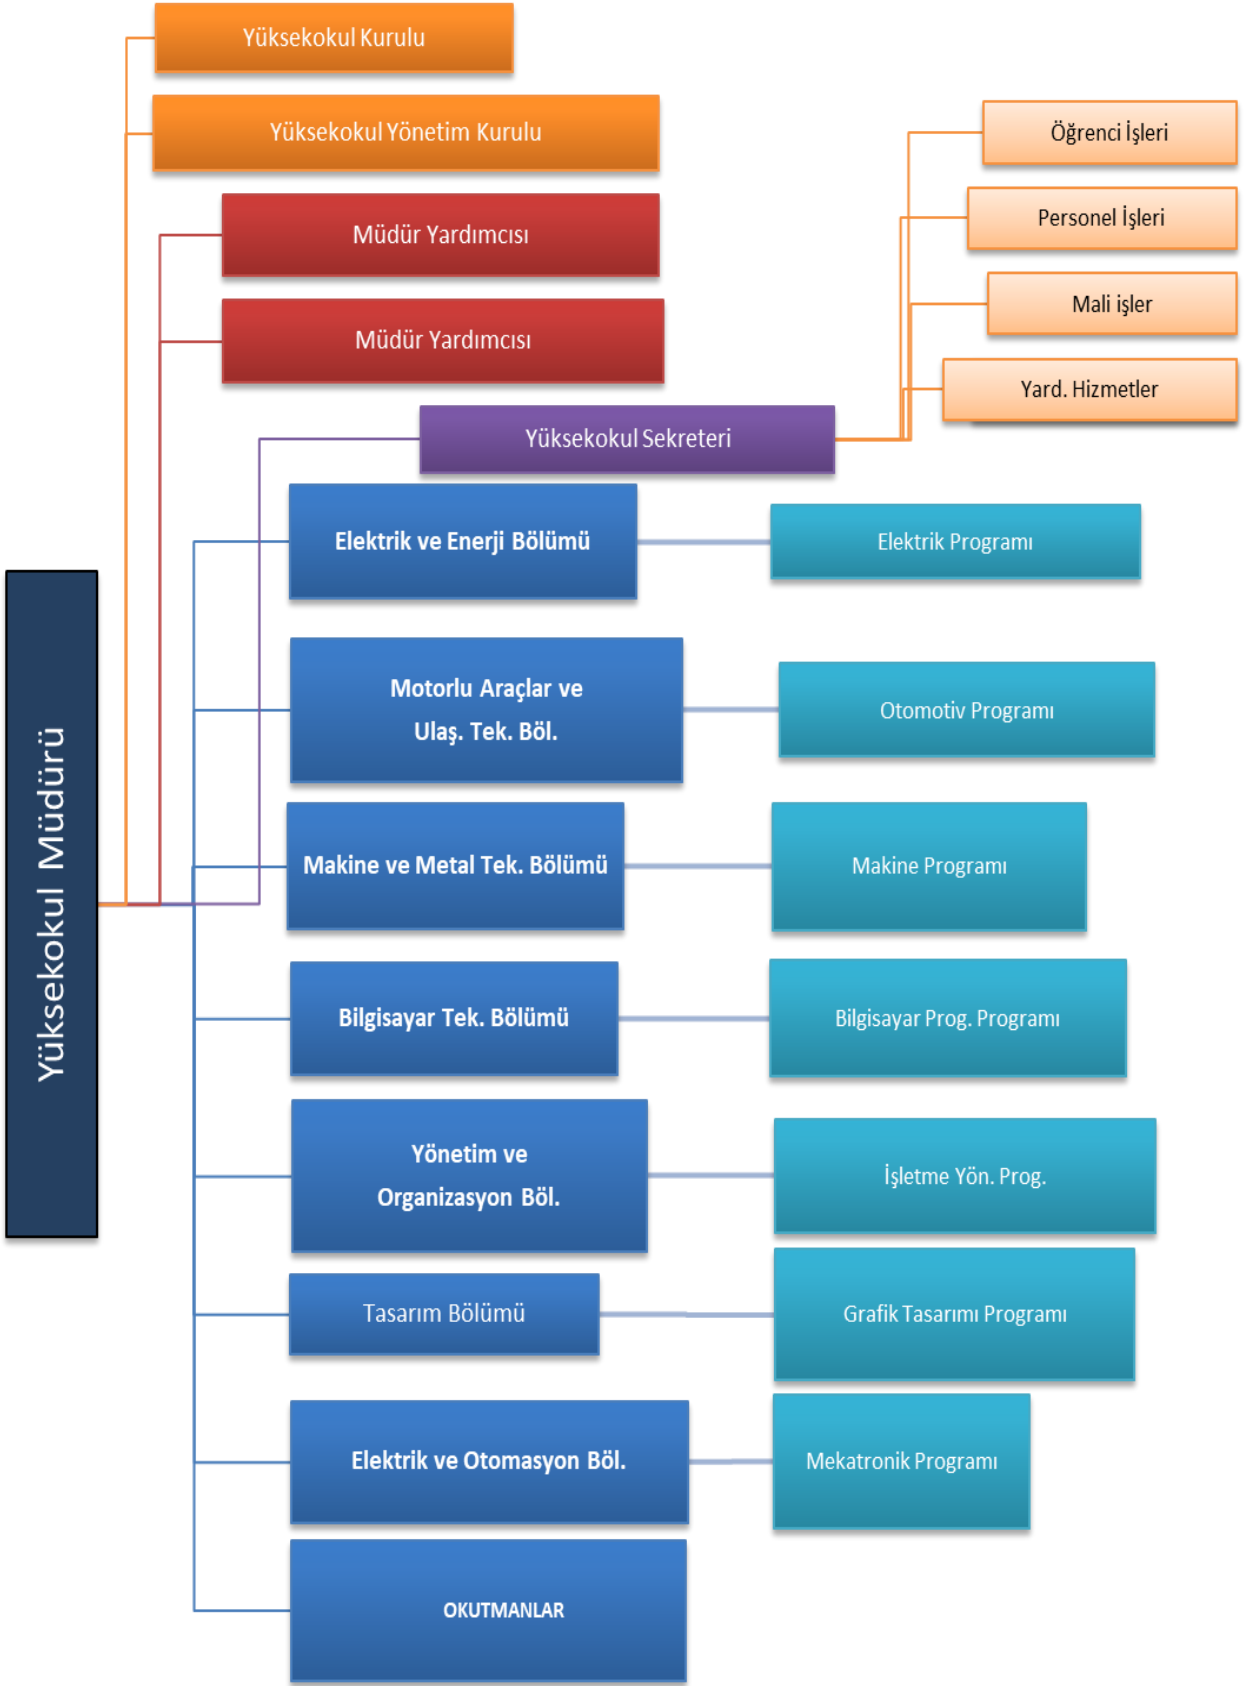 Yüksekokul Kurulu
Yüksekokul Yönetim Kurulu
Müdür Yardımcısı
Müdür Yardımcısı
Yüksekokul Sekreteri
Öğrenci İşleri
Personel İşleri
Mali işler
Yard. Hizmetler
Yüksekokul Müdürü
Elektrik ve Enerji Bölümü
Elektrik Programı
Motorlu Araçlar ve
Ulaş. Tek. Böl.
Otomotiv Programı
Makine ve Metal Tek. Bölümü
Makine Programı
Bilgisayar Tek. Bölümü
Bilgisayar Prog. Programı
Yönetim ve
Organizasyon Böl.
İşletme Yön. Prog.
Tasarım Bölümü
Grafik Tasarımı Programı
Elektrik ve Otomasyon Böl.
Mekatronik Programı
OKUTMANLAR